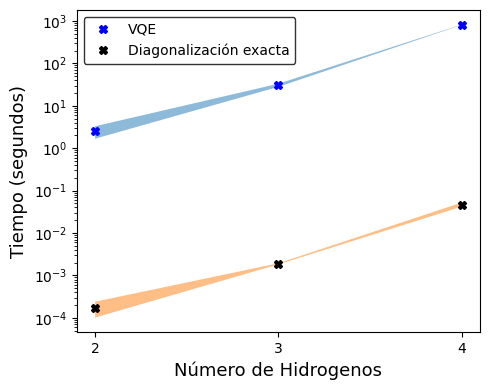 VQE
Diagonalización exacta
Tiempo (segundos)
10³
10²
10¹
10⁰
10⁻¹
10⁻²
10⁻³
10⁻⁴
2 3 4
Número de Hidrogenos